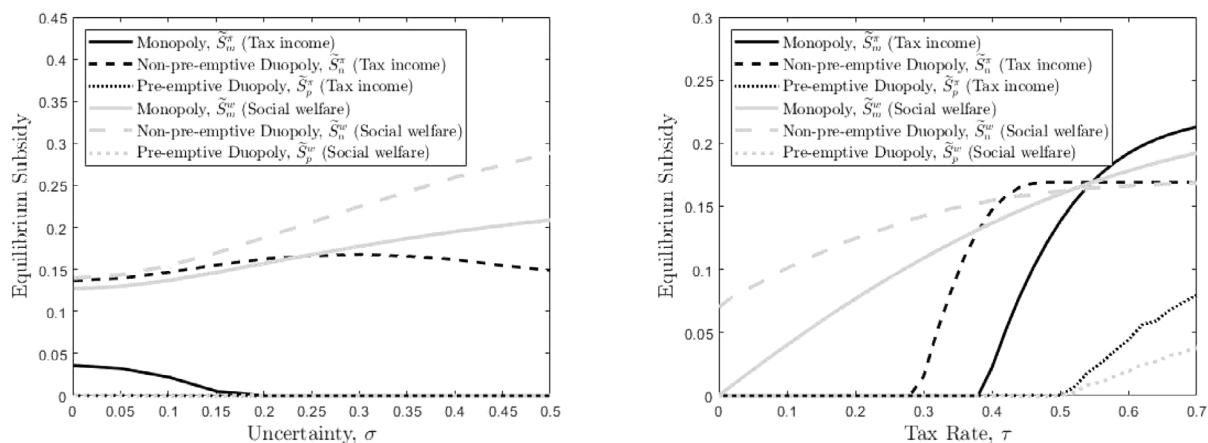 0.45
0.4
0.35
0.3
0.25
0.2
0.15
0.1
0.05
0
Equilibrium Subsidy
Monopoly, S̃ᵐ^π (Tax income)
Non-pre-emptive Duopoly, S̃ₙ^π (Tax income)
Pre-emptive Duopoly, S̃ₚ^π (Tax income)
Monopoly, S̃ₘ^w (Social welfare)
Non-pre-emptive Duopoly, S̃ₙ^w (Social welfare)
Pre-emptive Duopoly, S̃ₚ^w (Social welfare)
0 0.05 0.1 0.15 0.20 0.25 0.30 0.35 0.4 0.45 0.5
Uncertainty, σ
0.3
0.25
0.2
0.15
0.1
0.05
0
Equilibrium Subsidy
Monopoly, S̃ₘ^π (Tax income)
Non-pre-emptive Duopoly, S̃ₙ^π (Tax income)
Pre-emptive Duopoly, S̃ₚ^π (Tax income)
Monopoly, S̃ₘ^w (Social welfare)
Non-pre-emptive Duopoly, S̃ₙ^w (Social welfare)
Pre-emptive Duopoly, S̃ₚ^w (Social welfare)
0 0.1 0.2 0.3 0.4 0.5 0.6 0.7
Tax Rate, τ